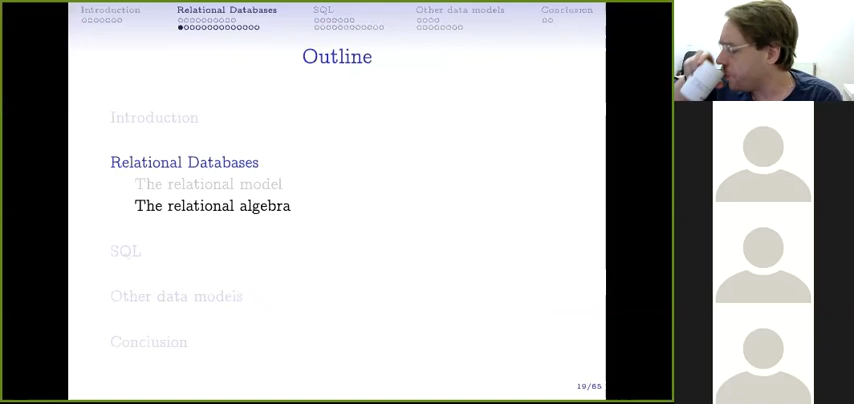 Introduction Relational Databases SQL Other data models Conclusion
Outline
Introduction
Relational Databases
The relational model
The relational algebra
SQL
Other data models
Conclusion
19/65